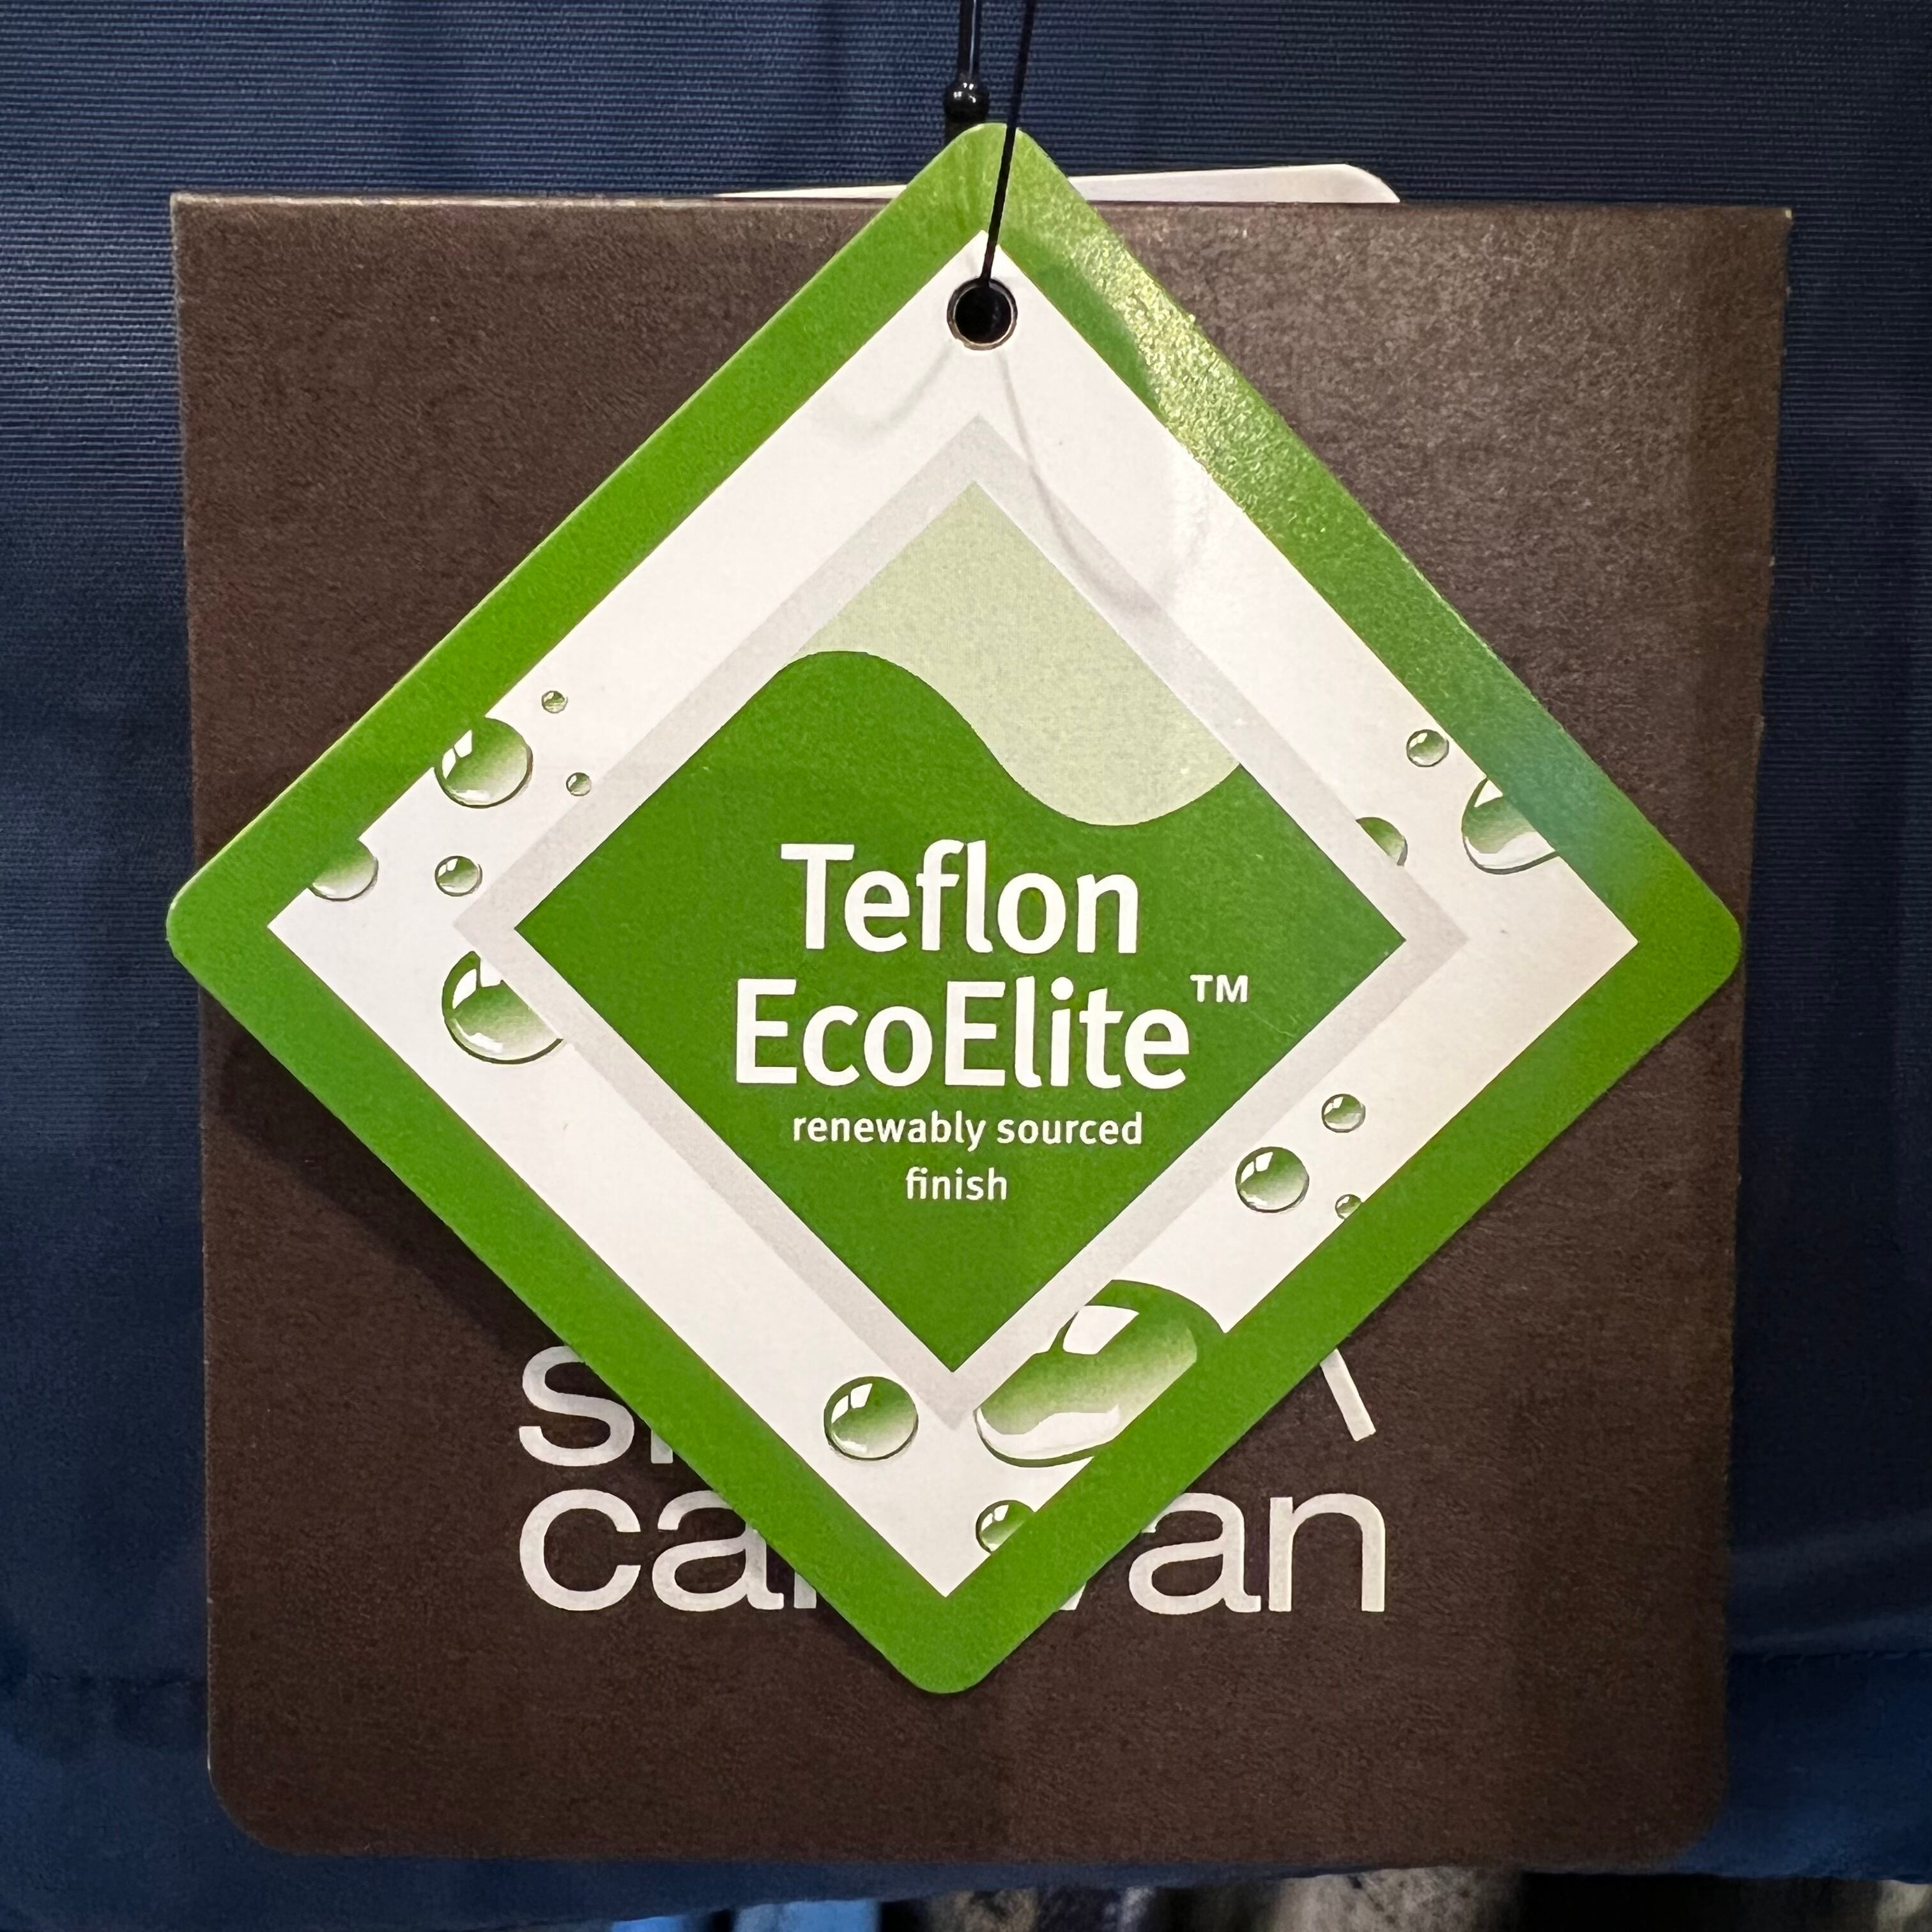 Teflon
EcoElite™
renewably sourced
finish